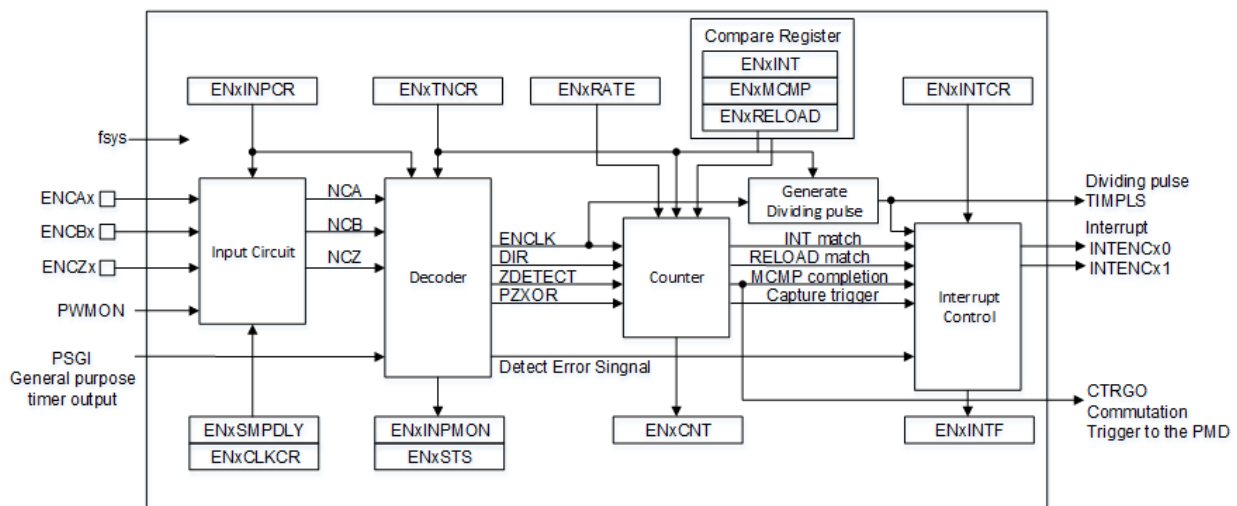 Compare Register
ENxINT
ENxMCMP
ENxRELOAD
ENxINPCR
ENxTNCR
ENxRATE
ENxINTCR
fsys
ENCAx
ENCBx
ENCZx
PWMON
PSGI
General purpose
timer output
Input Circuit
NCA
NCB
NCZ
Decoder
ENCLK
DIR
ZDETECT
PZXOR
Detect Error Singnal
Counter
Generate
Dividing pulse
INT match
RELOAD match
MCMP completion
Capture trigger
Interrupt
Control
Dividing pulse
TIMPLS
Interrupt
INTENCx0
INTENCx1
CTRGO
Commutation
Trigger to the PMD
ENxSMPDLY
ENxCLKCR
ENxINPMON
ENxSTS
ENxCNT
ENxINTF